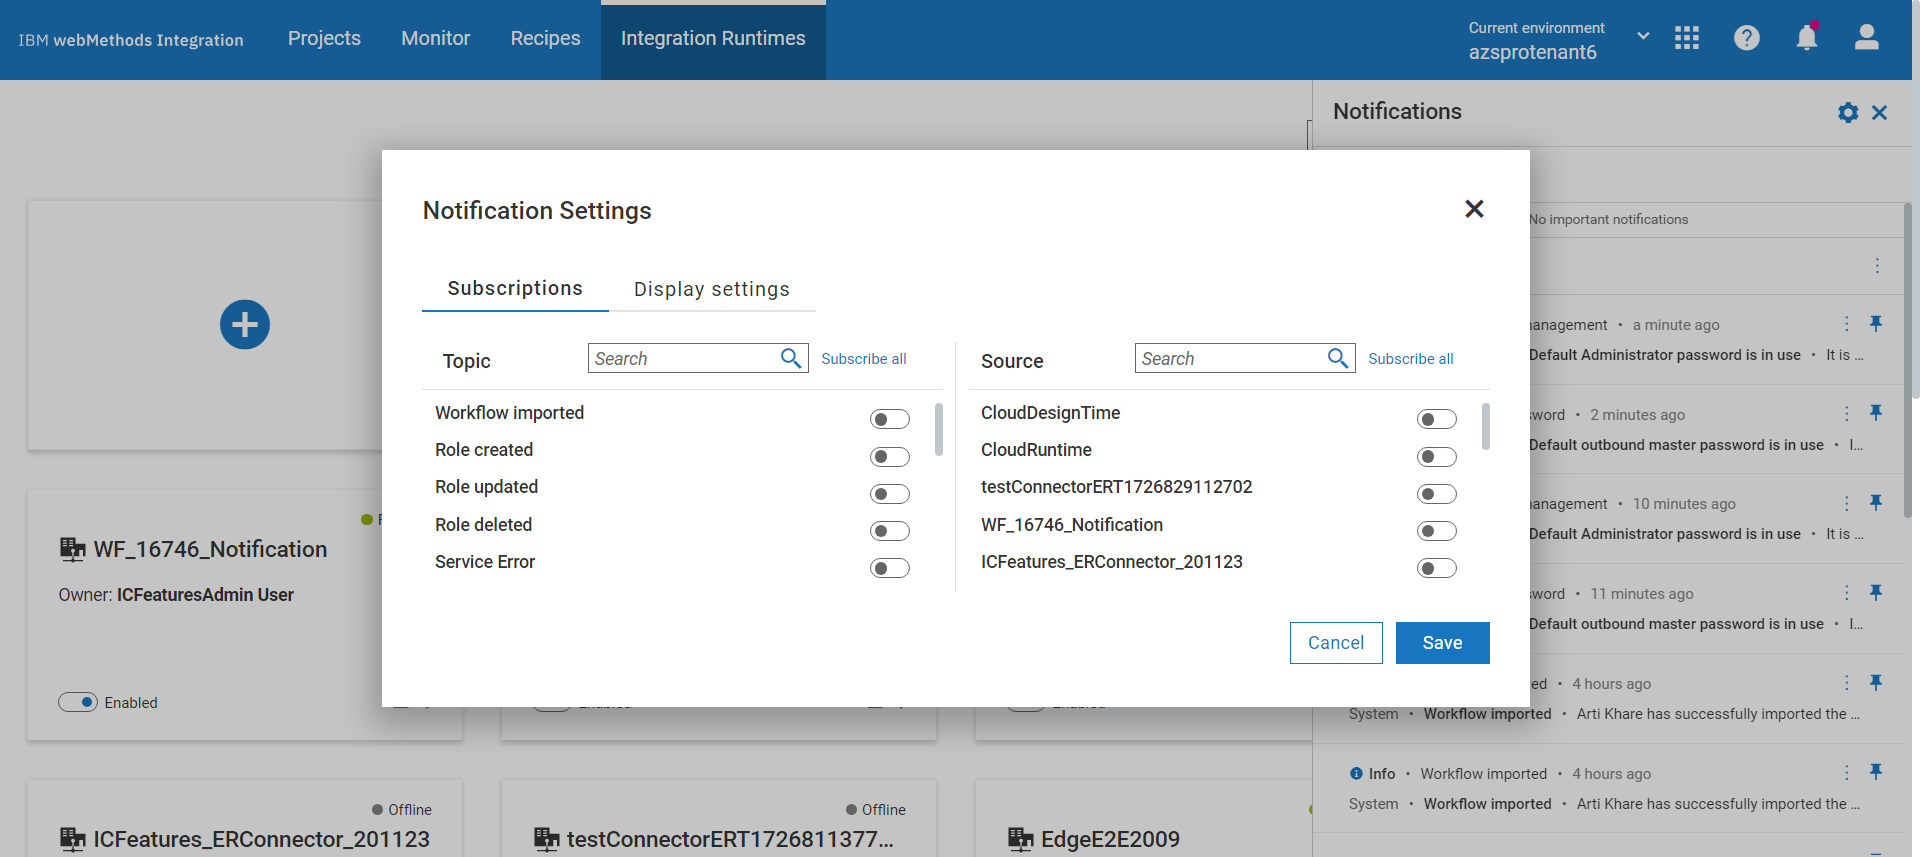 IBM webMethods Integration
Projects
Monitor
Recipes
Integration Runtimes
Current environment
azsprotenant6
Notifications
No important notifications
Notification Settings
Subscriptions
Display settings
Topic
Search
Subscribe all
Workflow imported
Role created
Role updated
Role deleted
Service Error
Source
Search
Subscribe all
CloudDesignTime
CloudRuntime
testConnectorERT1726829112702
WF_16746_Notification
ICFeatures_ERConnector_201123
Cancel
Save
WF_16746_Notification
Owner: ICFeaturesAdmin User
Enabled
• a minute ago
Default Administrator password is in use • It is ...
• 2 minutes ago
Default outbound master password is in use • I...
• 10 minutes ago
Default Administrator password is in use • It is ...
• 11 minutes ago
Default outbound master password is in use • I...
• 4 hours ago
System • Workflow imported • Arti Khare has successfully imported the ...
Info • Workflow imported • 4 hours ago
System • Workflow imported • Arti Khare has successfully imported the ...
Offline
ICFeatures_ERConnector_201123
Offline
testConnectorERT1726811377...
EdgeE2E2009